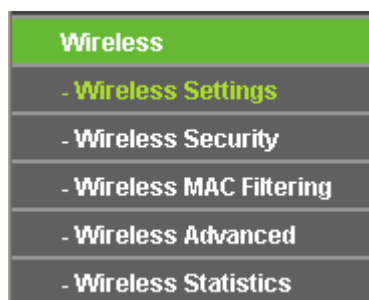 Wireless
- Wireless Settings
- Wireless Security
- Wireless MAC Filtering
- Wireless Advanced
- Wireless Statistics